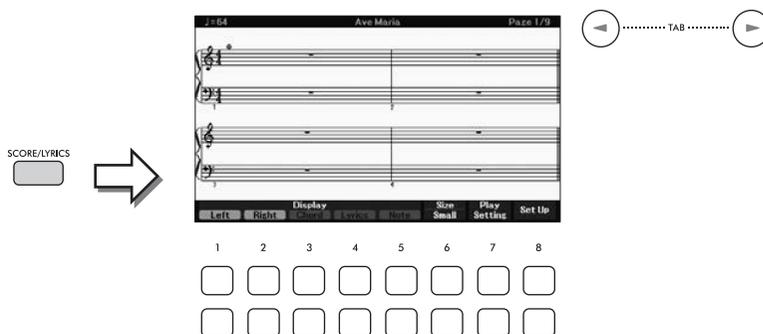 ♩=64 Ave Maria Page 1/9
TAB
1 2
SCORE/LYRICS
3 4
Display Size Play
Left Right Chord Lyrics Note Small Setting Set Up
1 2 3 4 5 6 7 8